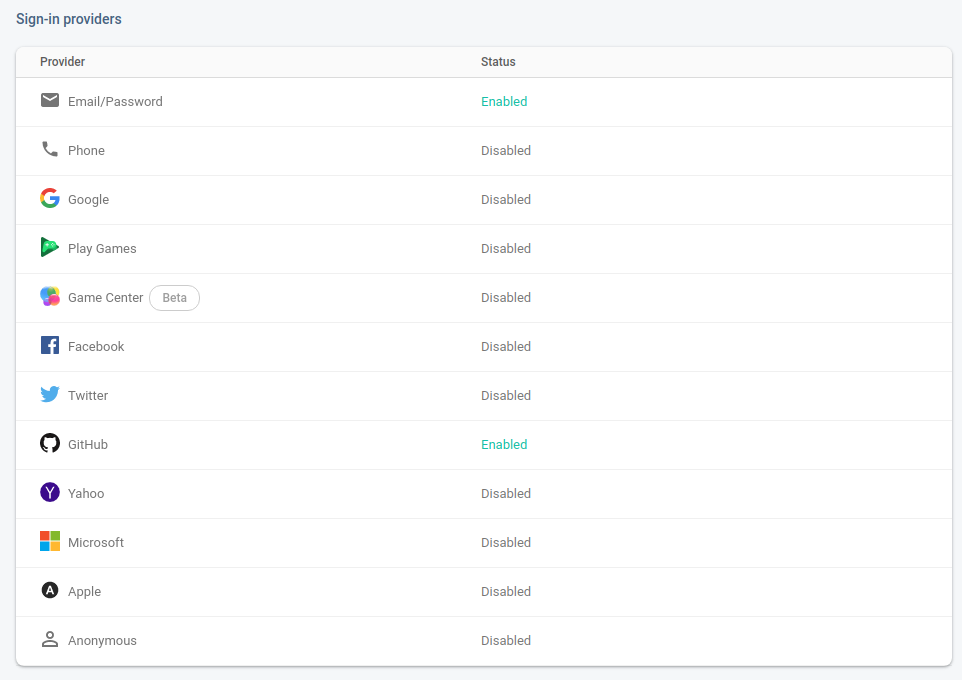 Sign-in providers
Provider Status
Email/Password Enabled
Phone Disabled
Google Disabled
Play Games Disabled
Game Center Beta Disabled
Facebook Disabled
Twitter Disabled
GitHub Enabled
Yahoo Disabled
Microsoft Disabled
Apple Disabled
Anonymous Disabled